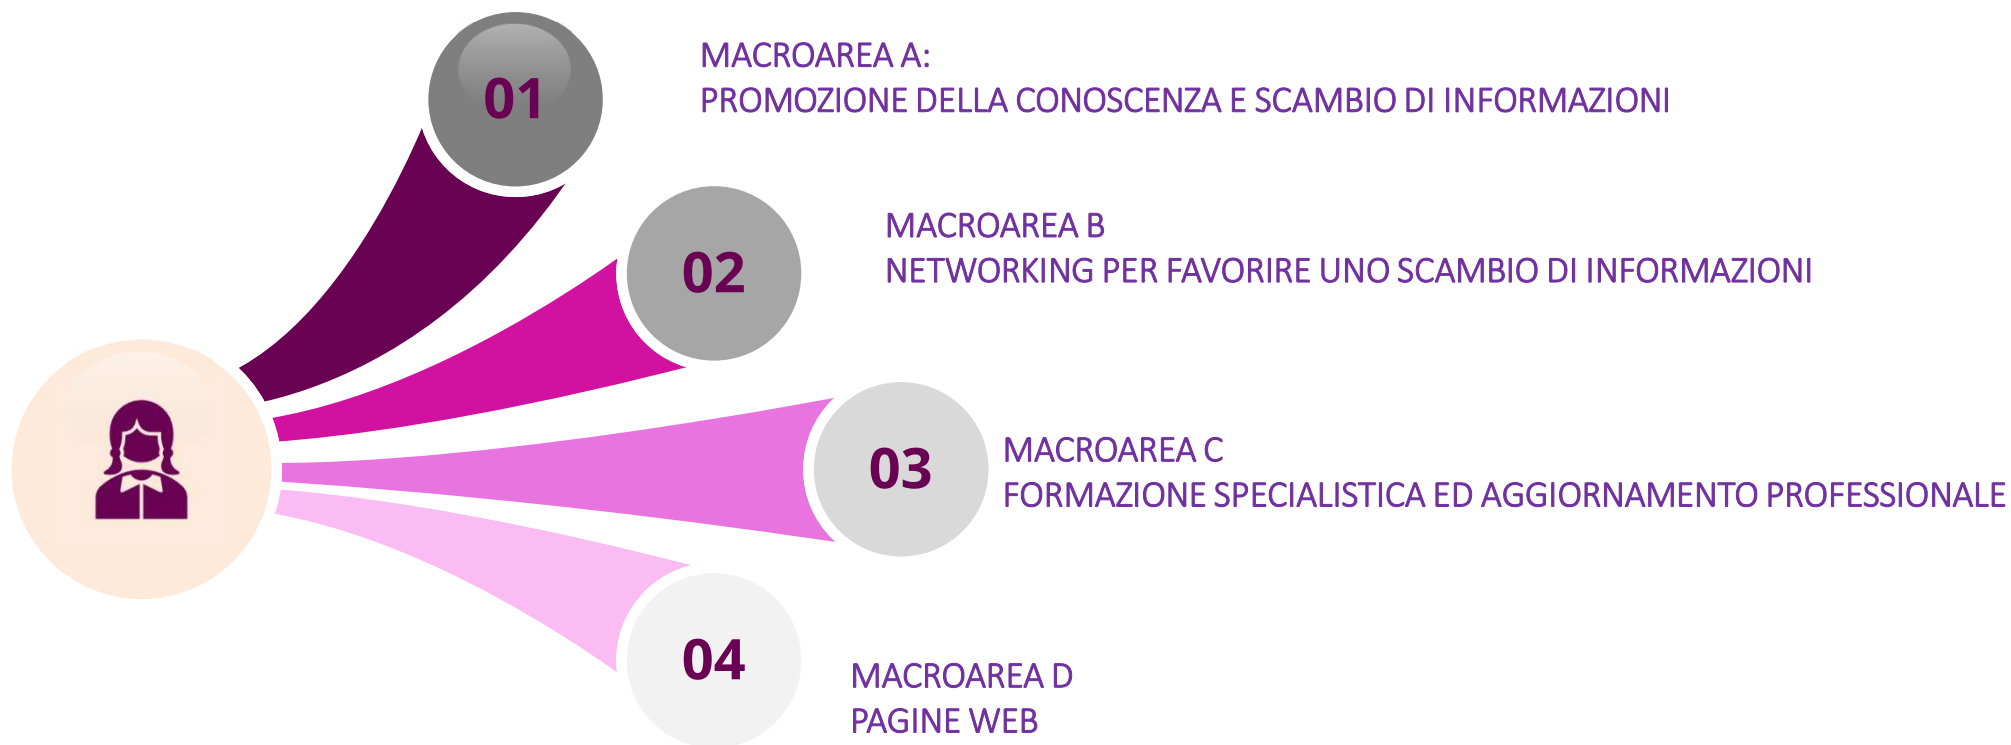 01
MACROAREA A:
PROMOZIONE DELLA CONOSCENZA E SCAMBIO DI INFORMAZIONI
02
MACROAREA B
NETWORKING PER FAVORIRE UNO SCAMBIO DI INFORMAZIONI
03
MACROAREA C
FORMAZIONE SPECIALISTICA ED AGGIORNAMENTO PROFESSIONALE
04
MACROAREA D
PAGINE WEB